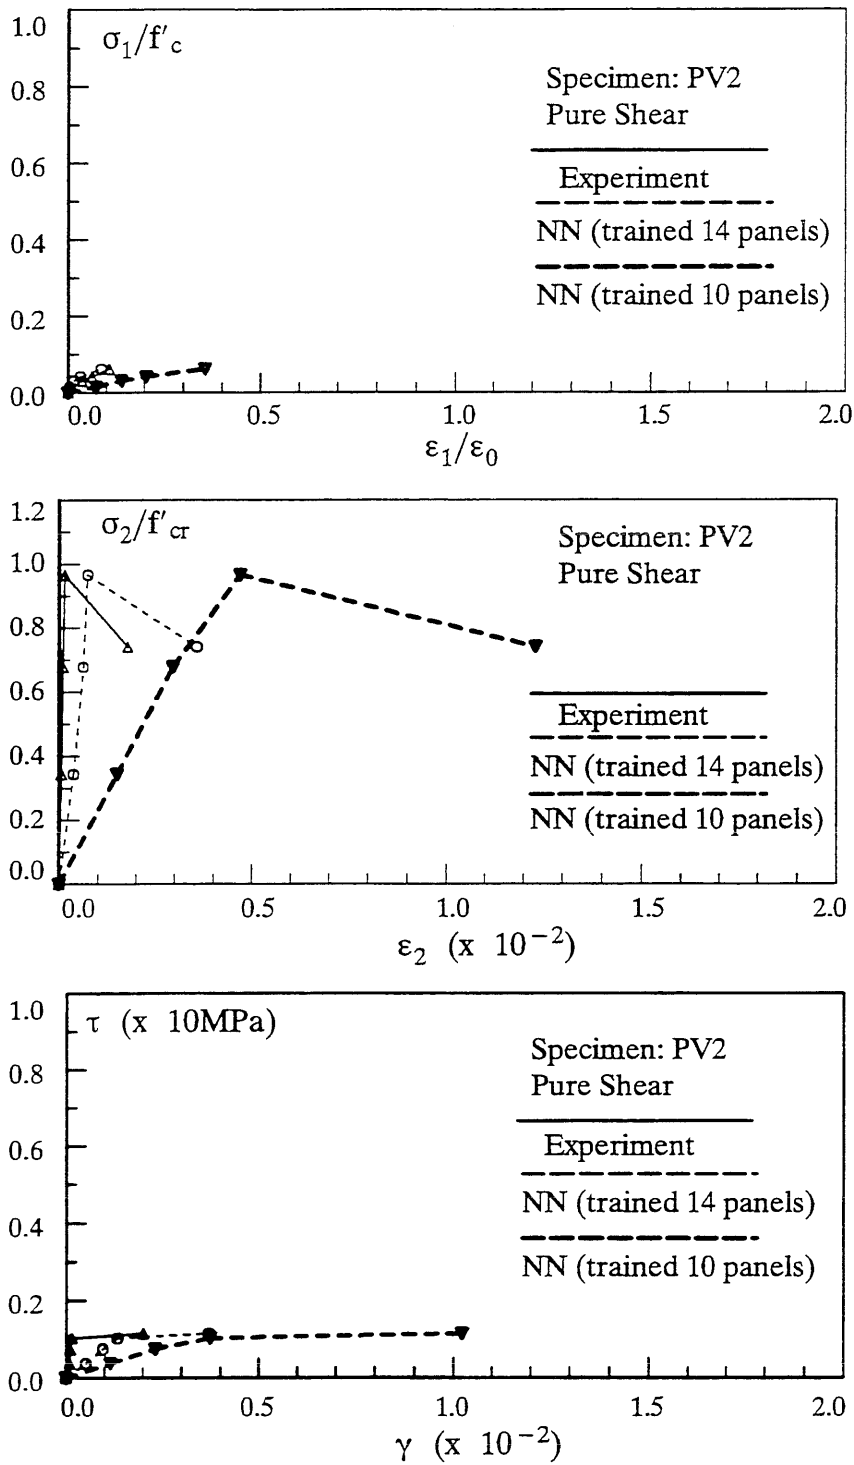 1.0
σ₁/f′c
0.8
0.6
0.4
0.2
0.0
Specimen: PV2
Pure Shear
Experiment
NN (trained 14 panels)
NN (trained 10 panels)
0.0 0.5 1.0 1.5 2.0
ε₁/ε₀
1.2
σ₂/f′cr
1.0
0.8
0.6
0.4
0.2
0.0
Specimen: PV2
Pure Shear
Experiment
NN (trained 14 panels)
NN (trained 10 panels)
0.0 0.5 1.0 1.5 2.0
ε₂ (x 10⁻²)
1.0
τ (x 10MPa)
0.8
0.6
0.4
0.2
0.0
Specimen: PV2
Pure Shear
Experiment
NN (trained 14 panels)
NN (trained 10 panels)
0.0 0.5 1.0 1.5 2.0
γ (x 10⁻²)